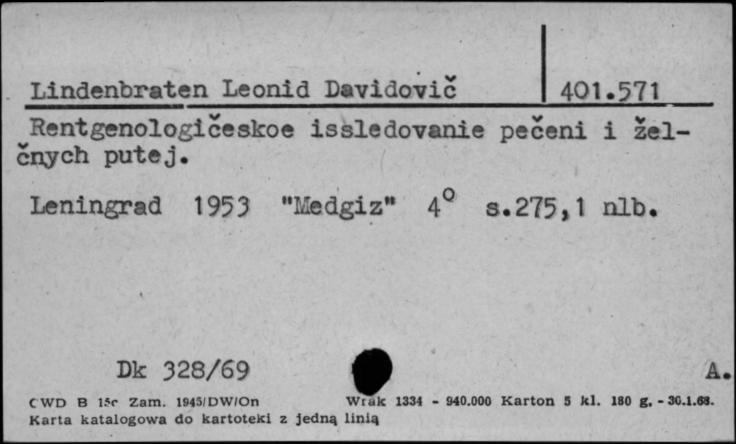 Lindenbraten Leonid Davidovič 401.571
Rentgenologičeskoe issledovanie pečeni i žel-
čnych putej.
Leningrad 1953 "Medgiz" 4° s.275,1 nlb.
Dk 328/69 A.
CWD B 15c Zam. 1945/DW/On Wrak 1334 - 940.000 Karton 5 kl. 180 g. - 30.1.68.
Karta katalogowa do kartoteki z jedną linią